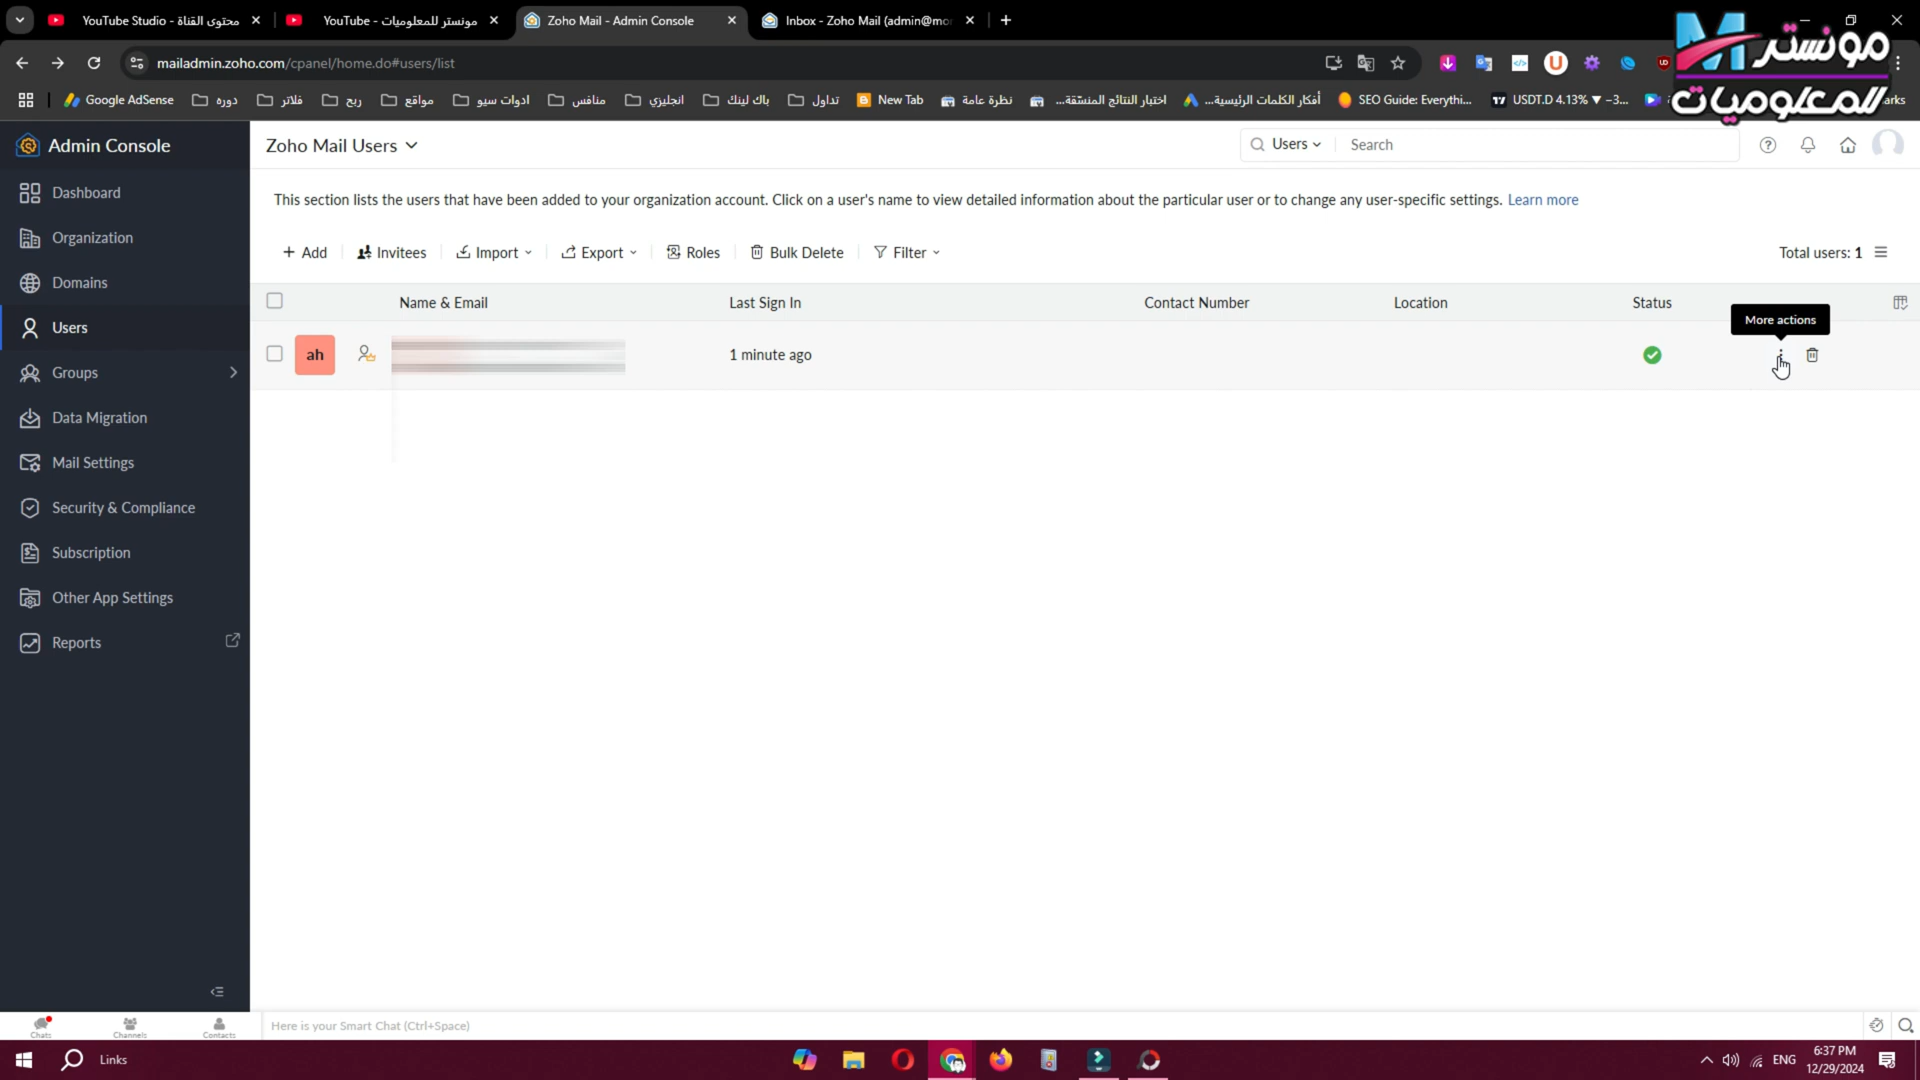 YouTube Studio - محتوى القناة
YouTube - مونستر للمعلوميات
Zoho Mail - Admin Console
Inbox - Zoho Mail (admin@mo
مونستر
للمعلوميات
mailadmin.zoho.com/cpanel/home.do#users/list
Google AdSense
دوره
فلاتر
ربح
مواقع
ادوات سيو
منافس
انجليزي
باك لينك
تداول
New Tab
نظرة عامة
اختبار النتائج المنسّقة...
أفكار الكلمات الرئيسية...
SEO Guide: Everythi...
USDT.D 4.13% ▼ −3...
arks
Admin Console
Zoho Mail Users
Users
Search
Dashboard
Organization
Domains
Users
Groups
Data Migration
Mail Settings
Security & Compliance
Subscription
Other App Settings
Reports
This section lists the users that have been added to your organization account. Click on a user's name to view detailed information about the particular user or to change any user-specific settings. Learn more
+ Add
Invitees
Import
Export
Roles
Bulk Delete
Filter
Total users: 1
Name & Email
Last Sign In
Contact Number
Location
Status
More actions
ah
1 minute ago
Chats
Channels
Contacts
Here is your Smart Chat (Ctrl+Space)
Links
ENG
6:37 PM
12/29/2024